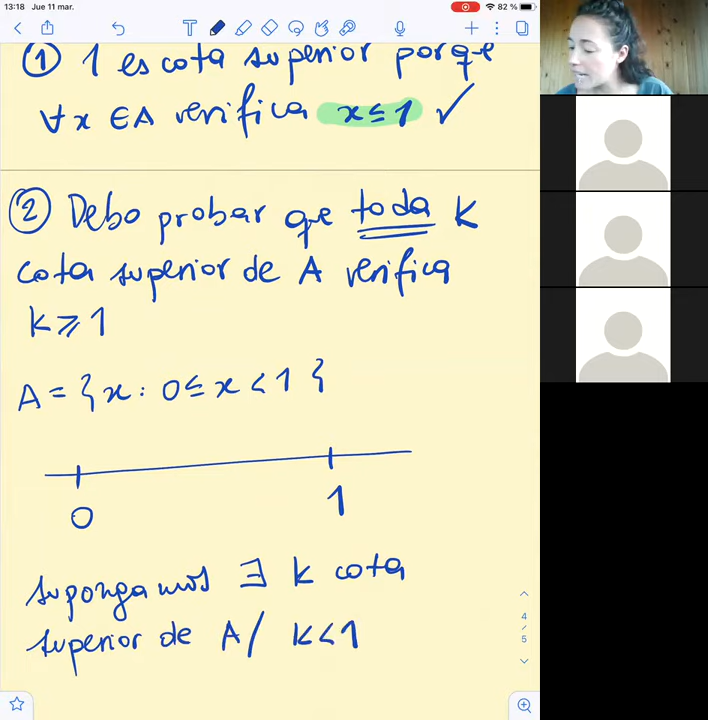 13:18 Jue 11 mar. 82 %
① 1 es cota superior porque
∀x ∈ A verifica x ≤ 1 ✓
② Debo probar que toda k
cota superior de A verifica
k ⩾ 1
A = { x : 0 ≤ x < 1 }
0 1
supongamos ∃ k cota
superior de A / k < 1
4
5